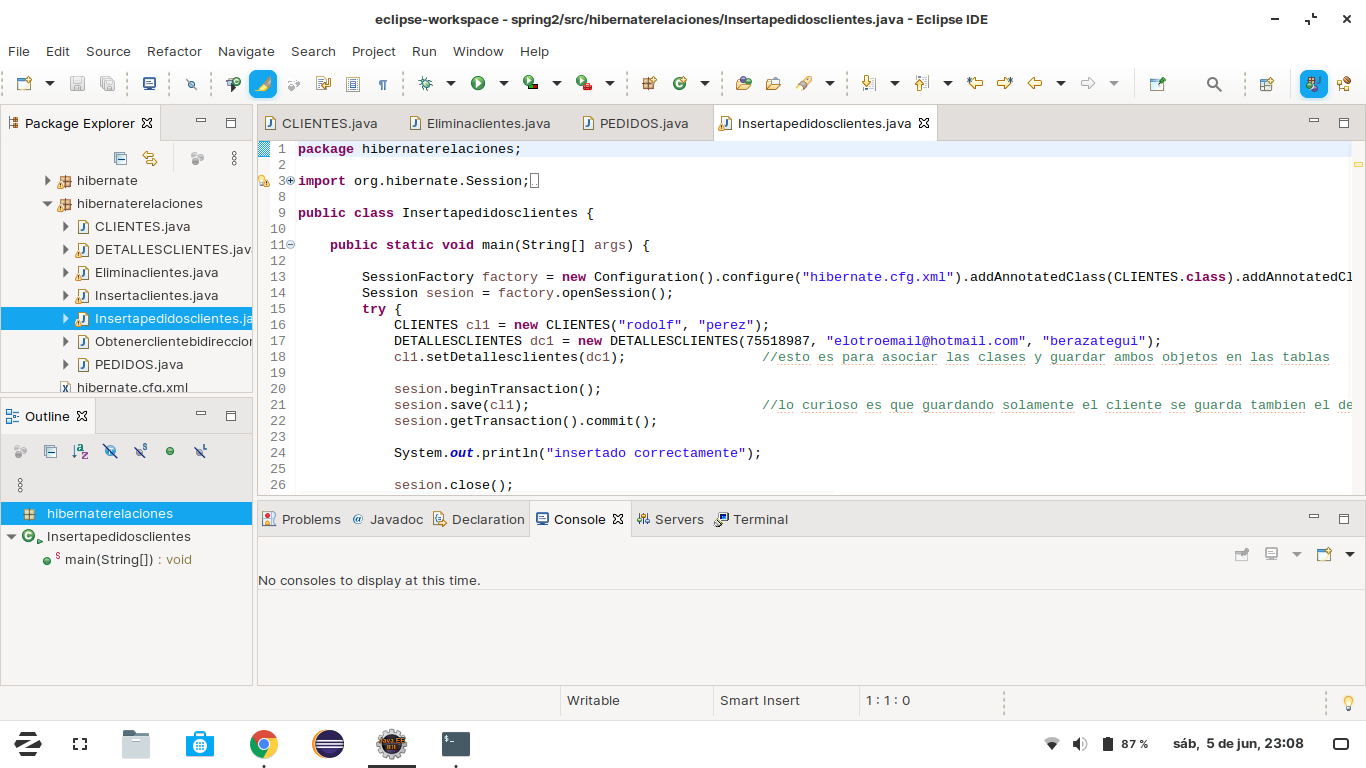 eclipse-workspace - spring2/src/hibernaterelaciones/Insertapedidosclientes.java - Eclipse IDE
File Edit Source Refactor Navigate Search Project Run Window Help
Package Explorer
hibernate
hibernaterelaciones
CLIENTES.java
DETALLESCLIENTES.jav
Eliminaclientes.java
Insertaclientes.java
Insertapedidosclientes.ja
Obtenerclientebidireccion
PEDIDOS.java
hibernate.cfg.xml
Outline
hibernaterelaciones
Insertapedidosclientes
main(String[]) : void
CLIENTES.java Eliminaclientes.java PEDIDOS.java Insertapedidosclientes.java
1 package hibernaterelaciones;
2
3 import org.hibernate.Session;
8
9 public class Insertapedidosclientes {
10
11 public static void main(String[] args) {
12
13 SessionFactory factory = new Configuration().configure("hibernate.cfg.xml").addAnnotatedClass(CLIENTES.class).addAnnotatedCl
14 Session sesion = factory.openSession();
15 try {
16 CLIENTES cl1 = new CLIENTES("rodolf", "perez");
17 DETALLESCLIENTES dc1 = new DETALLESCLIENTES(75518987, "elotroemail@hotmail.com", "berazategui");
18 cl1.setDetallesclientes(dc1); //esto es para asociar las clases y guardar ambos objetos en las tablas
19
20 sesion.beginTransaction();
21 sesion.save(cl1); //lo curioso es que guardando solamente el cliente se guarda tambien el de
22 sesion.getTransaction().commit();
23
24 System.out.println("insertado correctamente");
25
26 sesion.close();
Problems Javadoc Declaration Console Servers Terminal
No consoles to display at this time.
Writable Smart Insert 1 : 1 : 0
87 % sáb, 5 de jun, 23:08